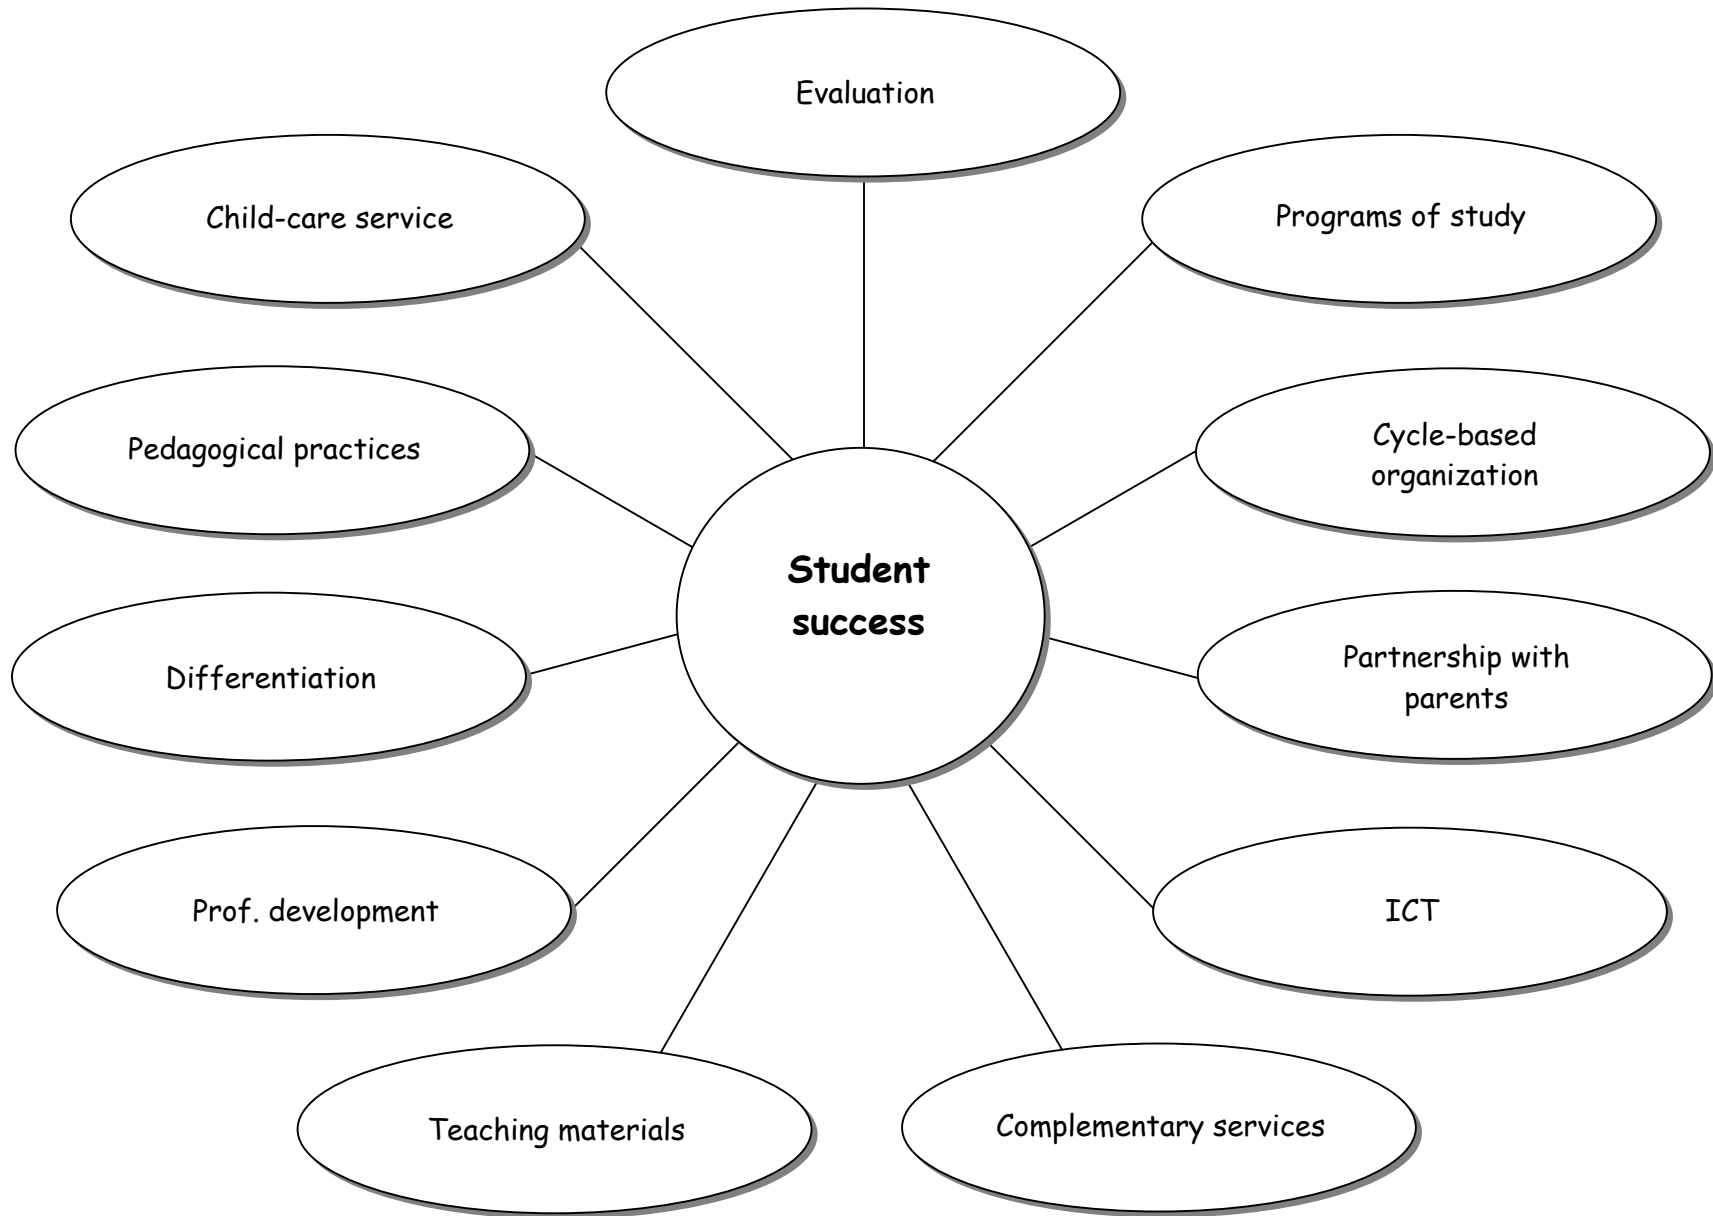 Evaluation
Child-care service
Programs of study
Pedagogical practices
Cycle-based
organization
Student
success
Differentiation
Partnership with
parents
Prof. development
ICT
Teaching materials
Complementary services